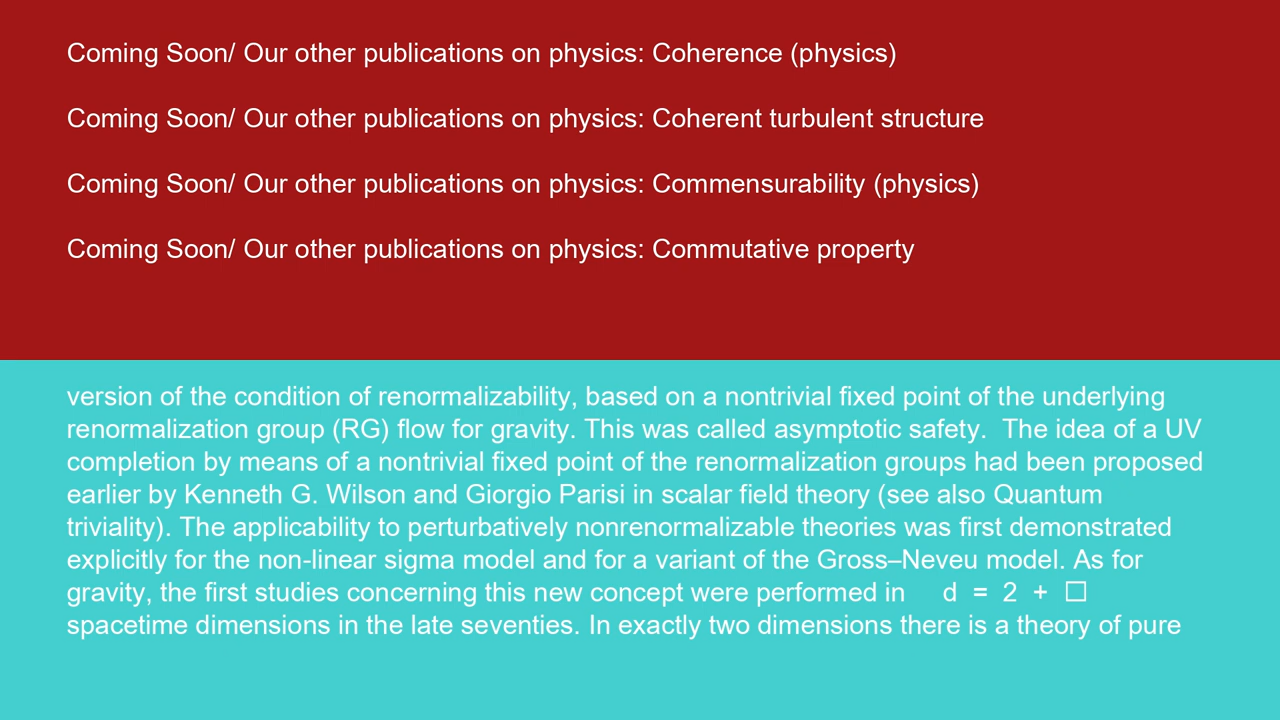 Coming Soon/ Our other publications on physics: Coherence (physics)
Coming Soon/ Our other publications on physics: Coherent turbulent structure
Coming Soon/ Our other publications on physics: Commensurability (physics)
Coming Soon/ Our other publications on physics: Commutative property
version of the condition of renormalizability, based on a nontrivial fixed point of the underlying
renormalization group (RG) flow for gravity. This was called asymptotic safety.  The idea of a UV
completion by means of a nontrivial fixed point of the renormalization groups had been proposed
earlier by Kenneth G. Wilson and Giorgio Parisi in scalar field theory (see also Quantum
triviality). The applicability to perturbatively nonrenormalizable theories was first demonstrated
explicitly for the non-linear sigma model and for a variant of the Gross–Neveu model. As for
gravity, the first studies concerning this new concept were performed in d = 2 + □
spacetime dimensions in the late seventies. In exactly two dimensions there is a theory of pure